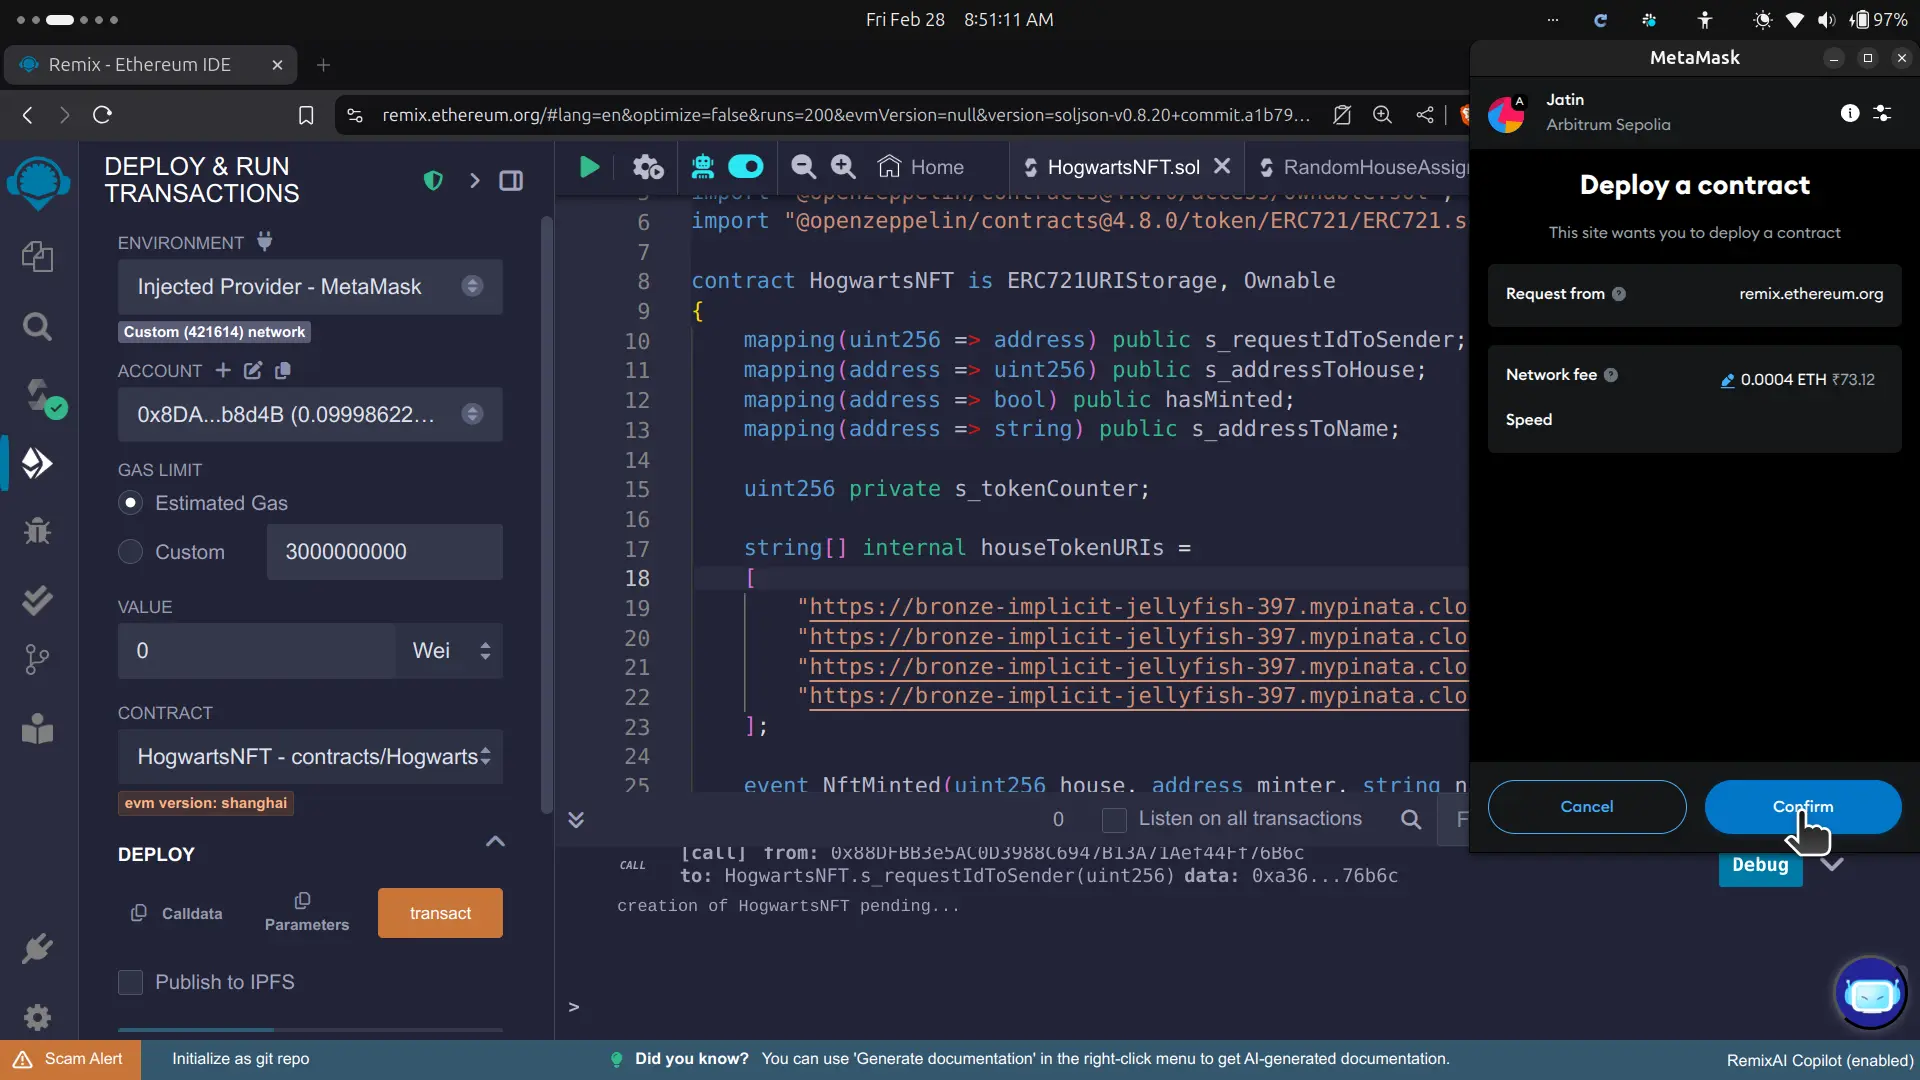 Fri Feb 28 8:51:11 AM
97%
Remix - Ethereum IDE
remix.ethereum.org/#lang=en&optimize=false&runs=200&evmVersion=null&version=soljson-v0.8.20+commit.a1b79...
DEPLOY & RUN
TRANSACTIONS
ENVIRONMENT
Injected Provider - MetaMask
Custom (421614) network
ACCOUNT
0x8DA...b8d4B (0.09998622...
GAS LIMIT
Estimated Gas
Custom
3000000000
VALUE
0
Wei
CONTRACT
HogwartsNFT - contracts/Hogwarts
evm version: shanghai
DEPLOY
Calldata
Parameters
transact
Publish to IPFS
Home
HogwartsNFT.sol
RandomHouseAssig
6 import "@openzeppelin/contracts@4.8.0/token/ERC721/ERC721.s
7
8 contract HogwartsNFT is ERC721URIStorage, Ownable
9 {
10 mapping(uint256 => address) public s_requestIdToSender;
11 mapping(address => uint256) public s_addressToHouse;
12 mapping(address => bool) public hasMinted;
13 mapping(address => string) public s_addressToName;
14
15 uint256 private s_tokenCounter;
16
17 string[] internal houseTokenURIs =
18 [
19 "https://bronze-implicit-jellyfish-397.mypinata.clo
20 "https://bronze-implicit-jellyfish-397.mypinata.clo
21 "https://bronze-implicit-jellyfish-397.mypinata.clo
22 "https://bronze-implicit-jellyfish-397.mypinata.clo
23 ];
24
25 event NftMinted(uint256 house, address minter, string n
0
Listen on all transactions
F
CALL
[call] from: 0x88DFBB3e5AC0D3988C6947B13A71Aef44Ff76B6c
to: HogwartsNFT.s_requestIdToSender(uint256) data: 0xa36...76b6c
Debug
creation of HogwartsNFT pending...
>
MetaMask
A
Jatin
Arbitrum Sepolia
Deploy a contract
This site wants you to deploy a contract
Request from
remix.ethereum.org
Network fee
0.0004 ETH ₹73.12
Speed
Cancel
Confirm
Scam Alert
Initialize as git repo
Did you know? You can use 'Generate documentation' in the right-click menu to get AI-generated documentation.
RemixAI Copilot (enabled)